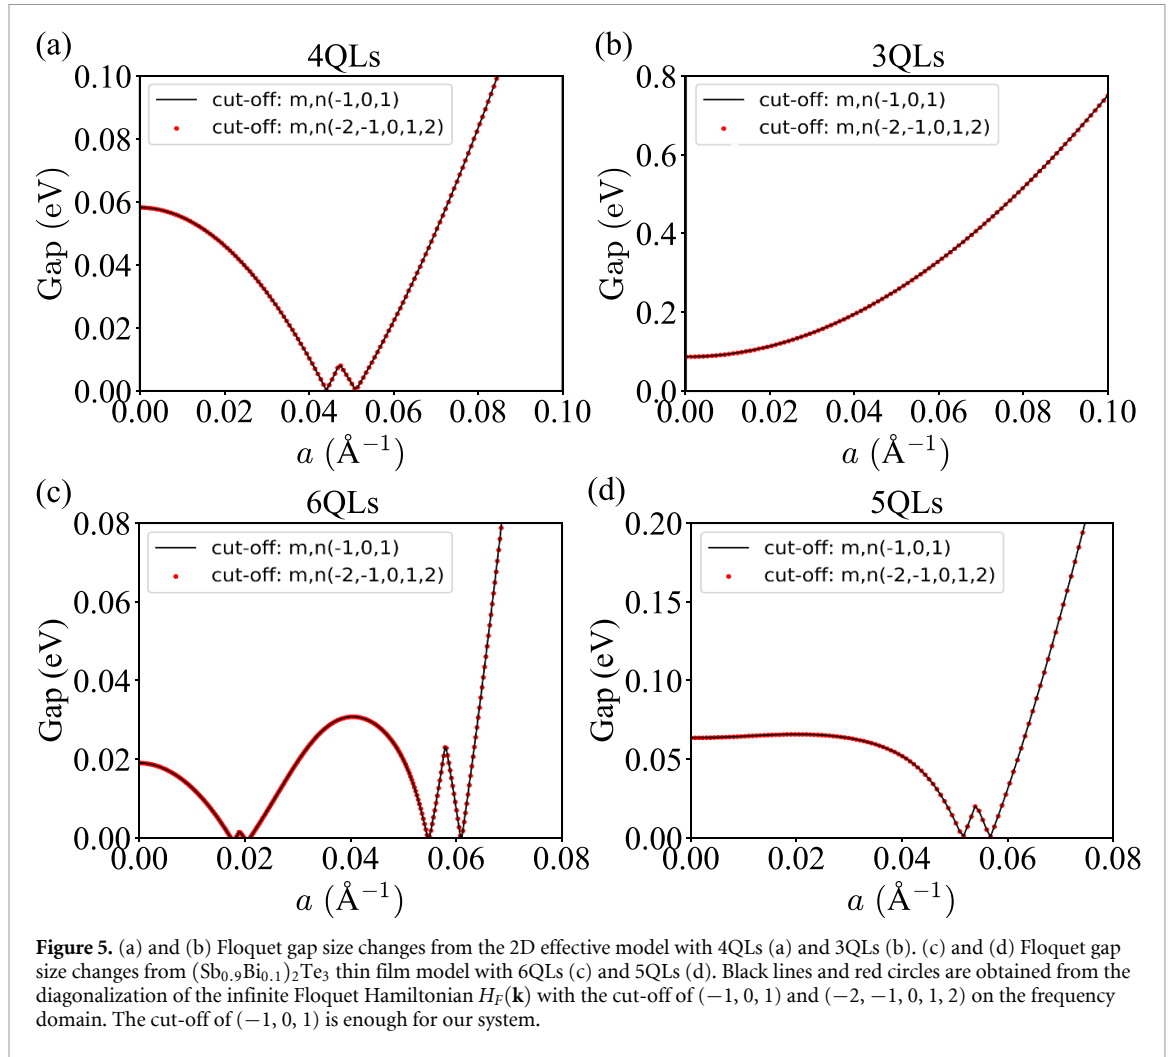 (a)
4QLs
cut-off: m,n(-1,0,1)
cut-off: m,n(-2,-1,0,1,2)
0.10
0.08
0.06
0.04
0.02
0.00
Gap (eV)
0.00 0.02 0.04 0.06 0.08 0.10
a (Å⁻¹)
(b)
3QLs
cut-off: m,n(-1,0,1)
cut-off: m,n(-2,-1,0,1,2)
0.8
0.6
0.4
0.2
0.0
Gap (eV)
0.00 0.02 0.04 0.06 0.08 0.10
a (Å⁻¹)
(c)
6QLs
cut-off: m,n(-1,0,1)
cut-off: m,n(-2,-1,0,1,2)
0.08
0.06
0.04
0.02
0.00
Gap (eV)
0.00 0.02 0.04 0.06 0.08
a (Å⁻¹)
(d)
5QLs
cut-off: m,n(-1,0,1)
cut-off: m,n(-2,-1,0,1,2)
0.20
0.15
0.10
0.05
0.00
Gap (eV)
0.00 0.02 0.04 0.06 0.08
a (Å⁻¹)
Figure 5. (a) and (b) Floquet gap size changes from the 2D effective model with 4QLs (a) and 3QLs (b). (c) and (d) Floquet gap
size changes from (Sb₀.₉Bi₀.₁)₂Te₃ thin film model with 6QLs (c) and 5QLs (d). Black lines and red circles are obtained from the
diagonalization of the infinite Floquet Hamiltonian H_F(k) with the cut-off of (−1, 0, 1) and (−2, −1, 0, 1, 2) on the frequency
domain. The cut-off of (−1, 0, 1) is enough for our system.